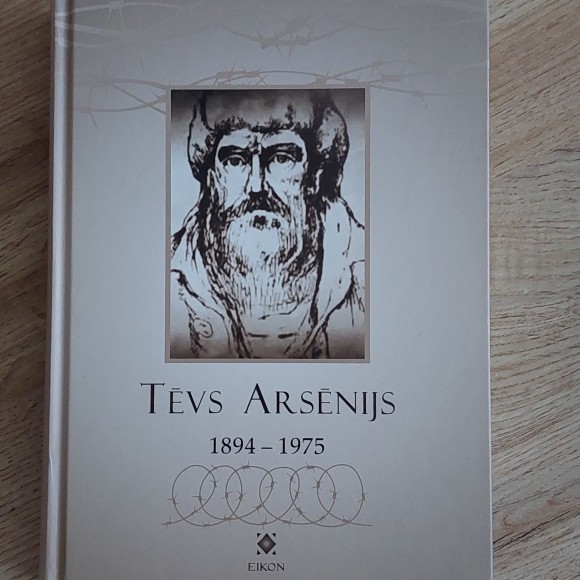 TĒVS ARSĒNIJS
1894 – 1975
EIKON